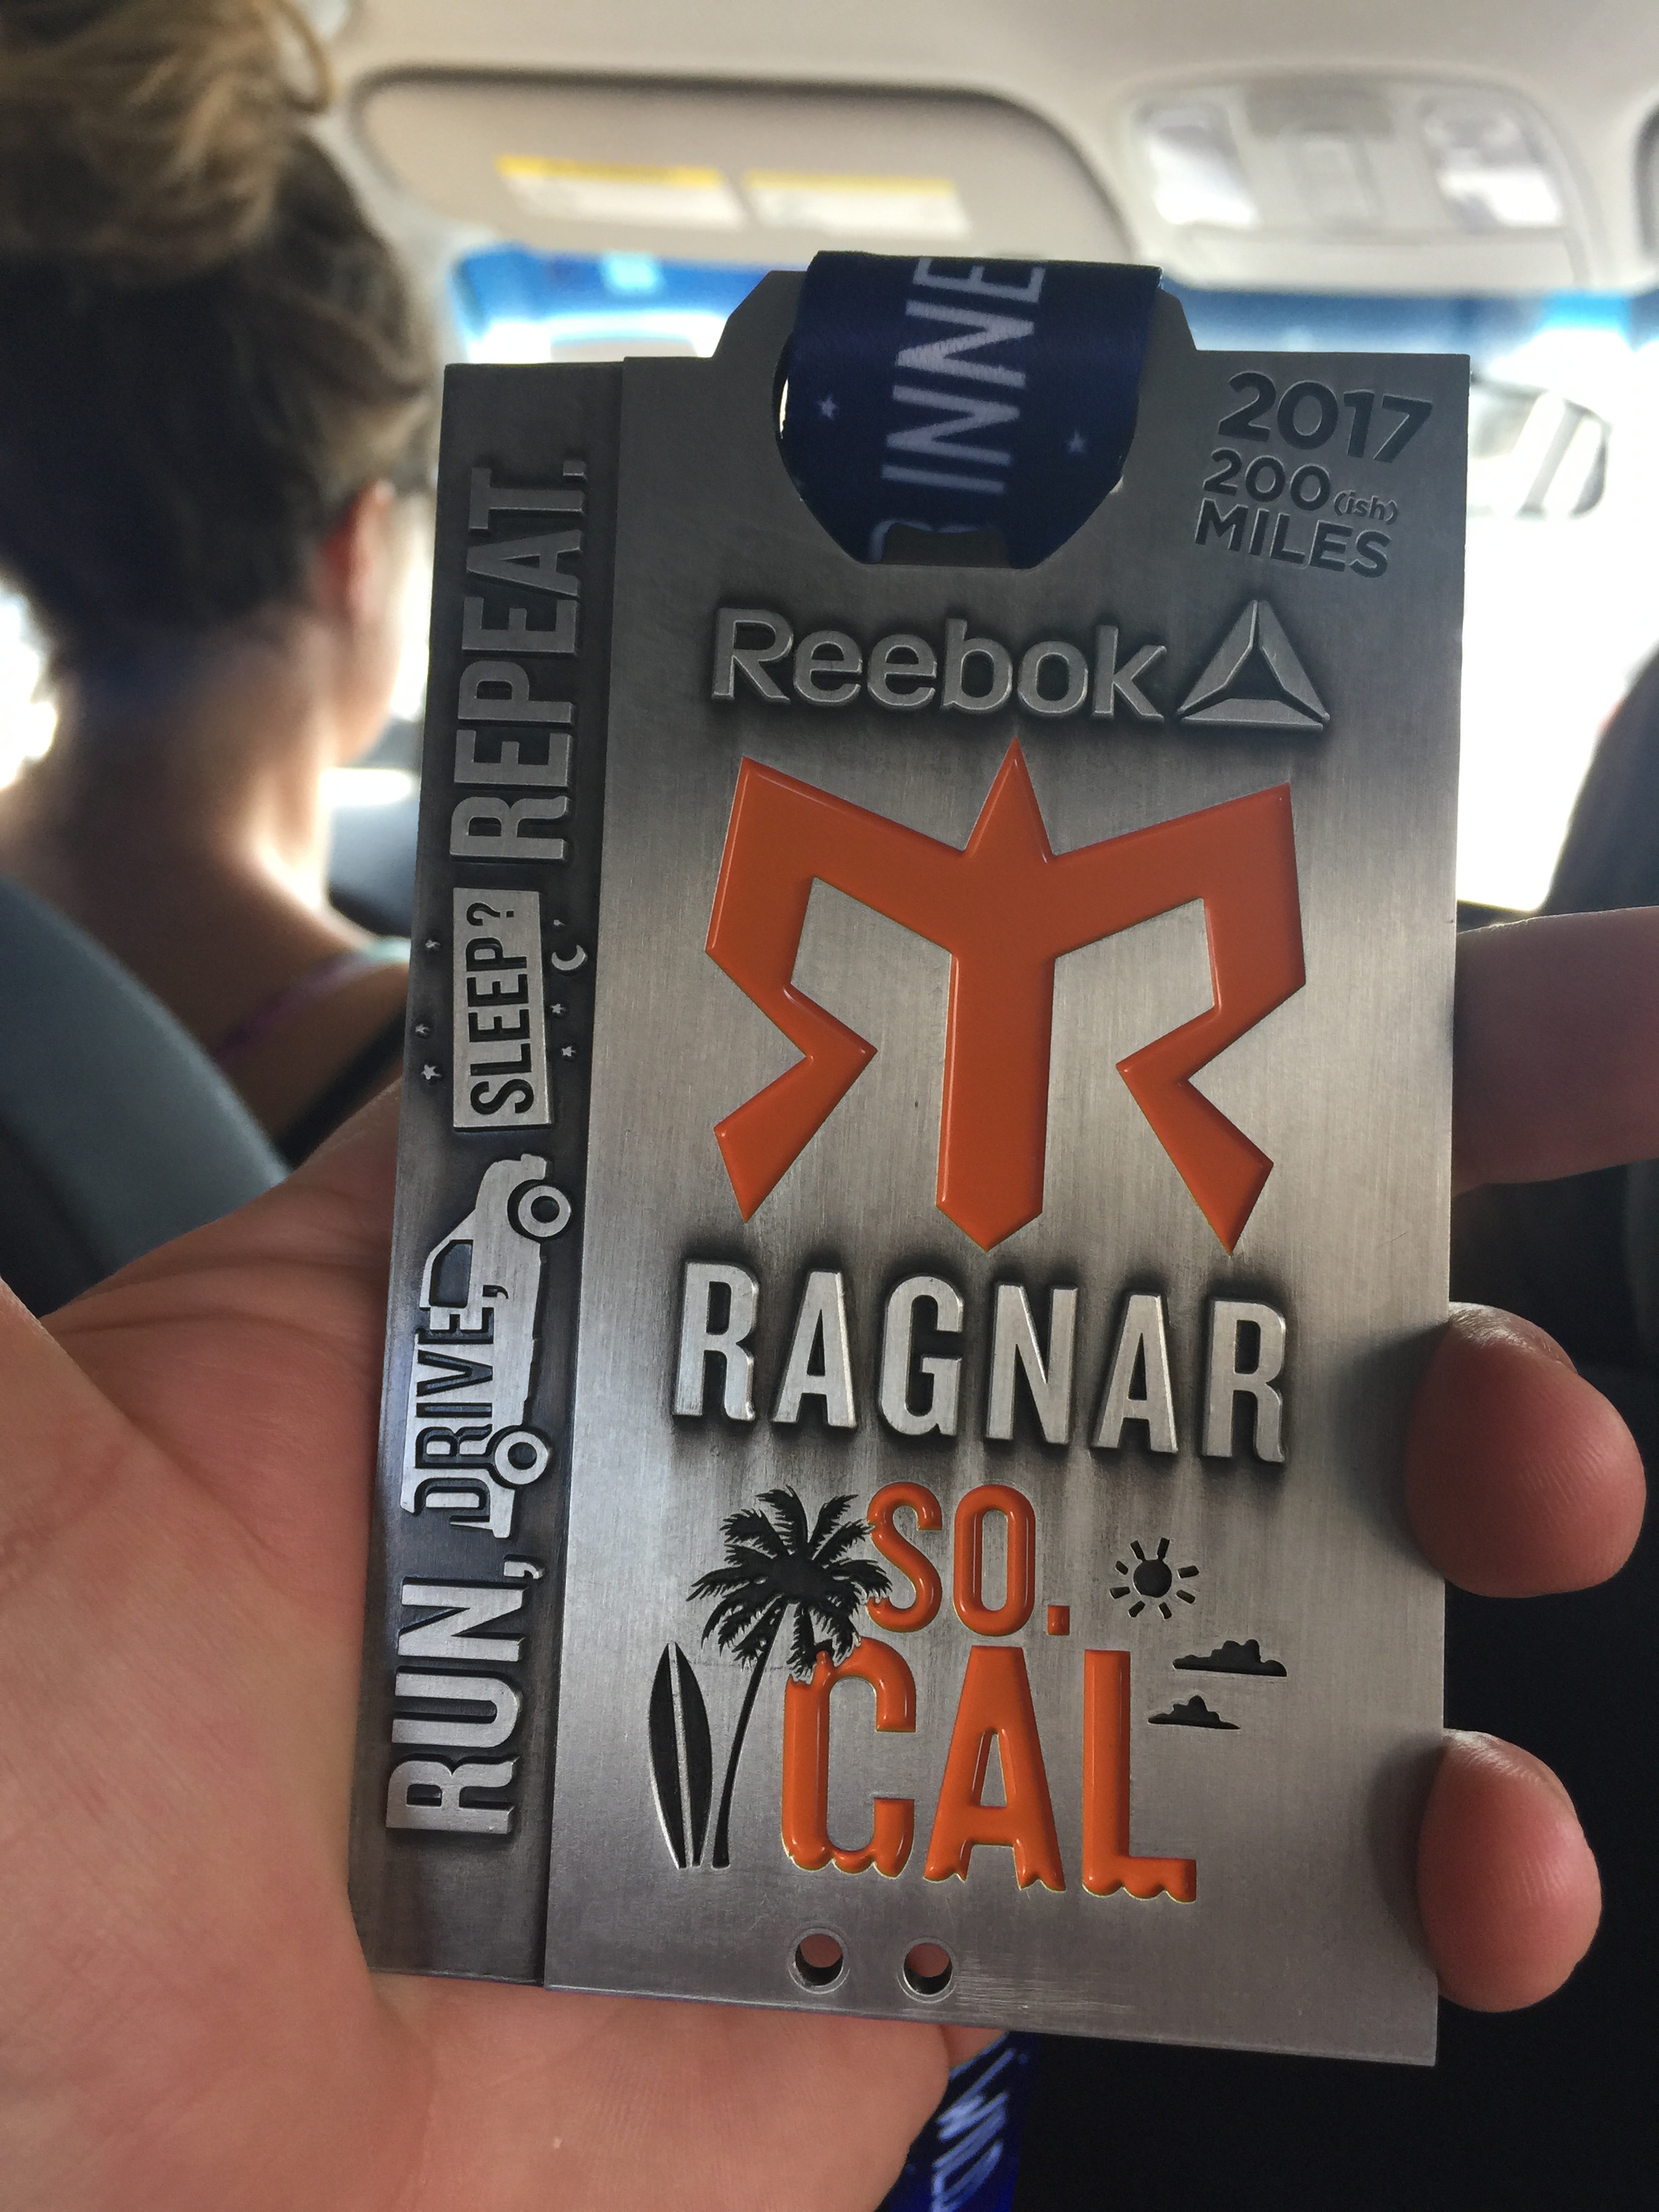 2017
200(ish)
MILES
Reebok
RAGNAR
SO.
CAL
RUN, DRIVE, SLEEP? REPEAT.